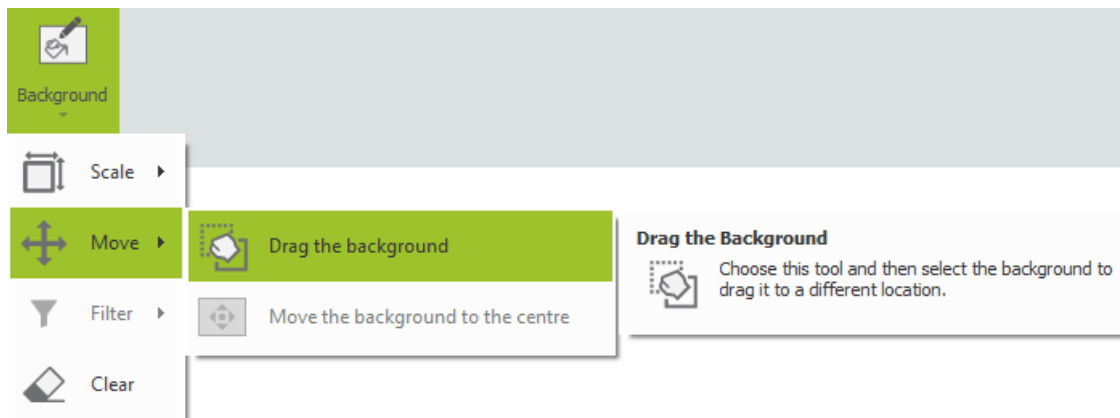 Background
Scale
Move
Drag the background
Drag the Background
Choose this tool and then select the background to
drag it to a different location.
Filter
Move the background to the centre
Clear